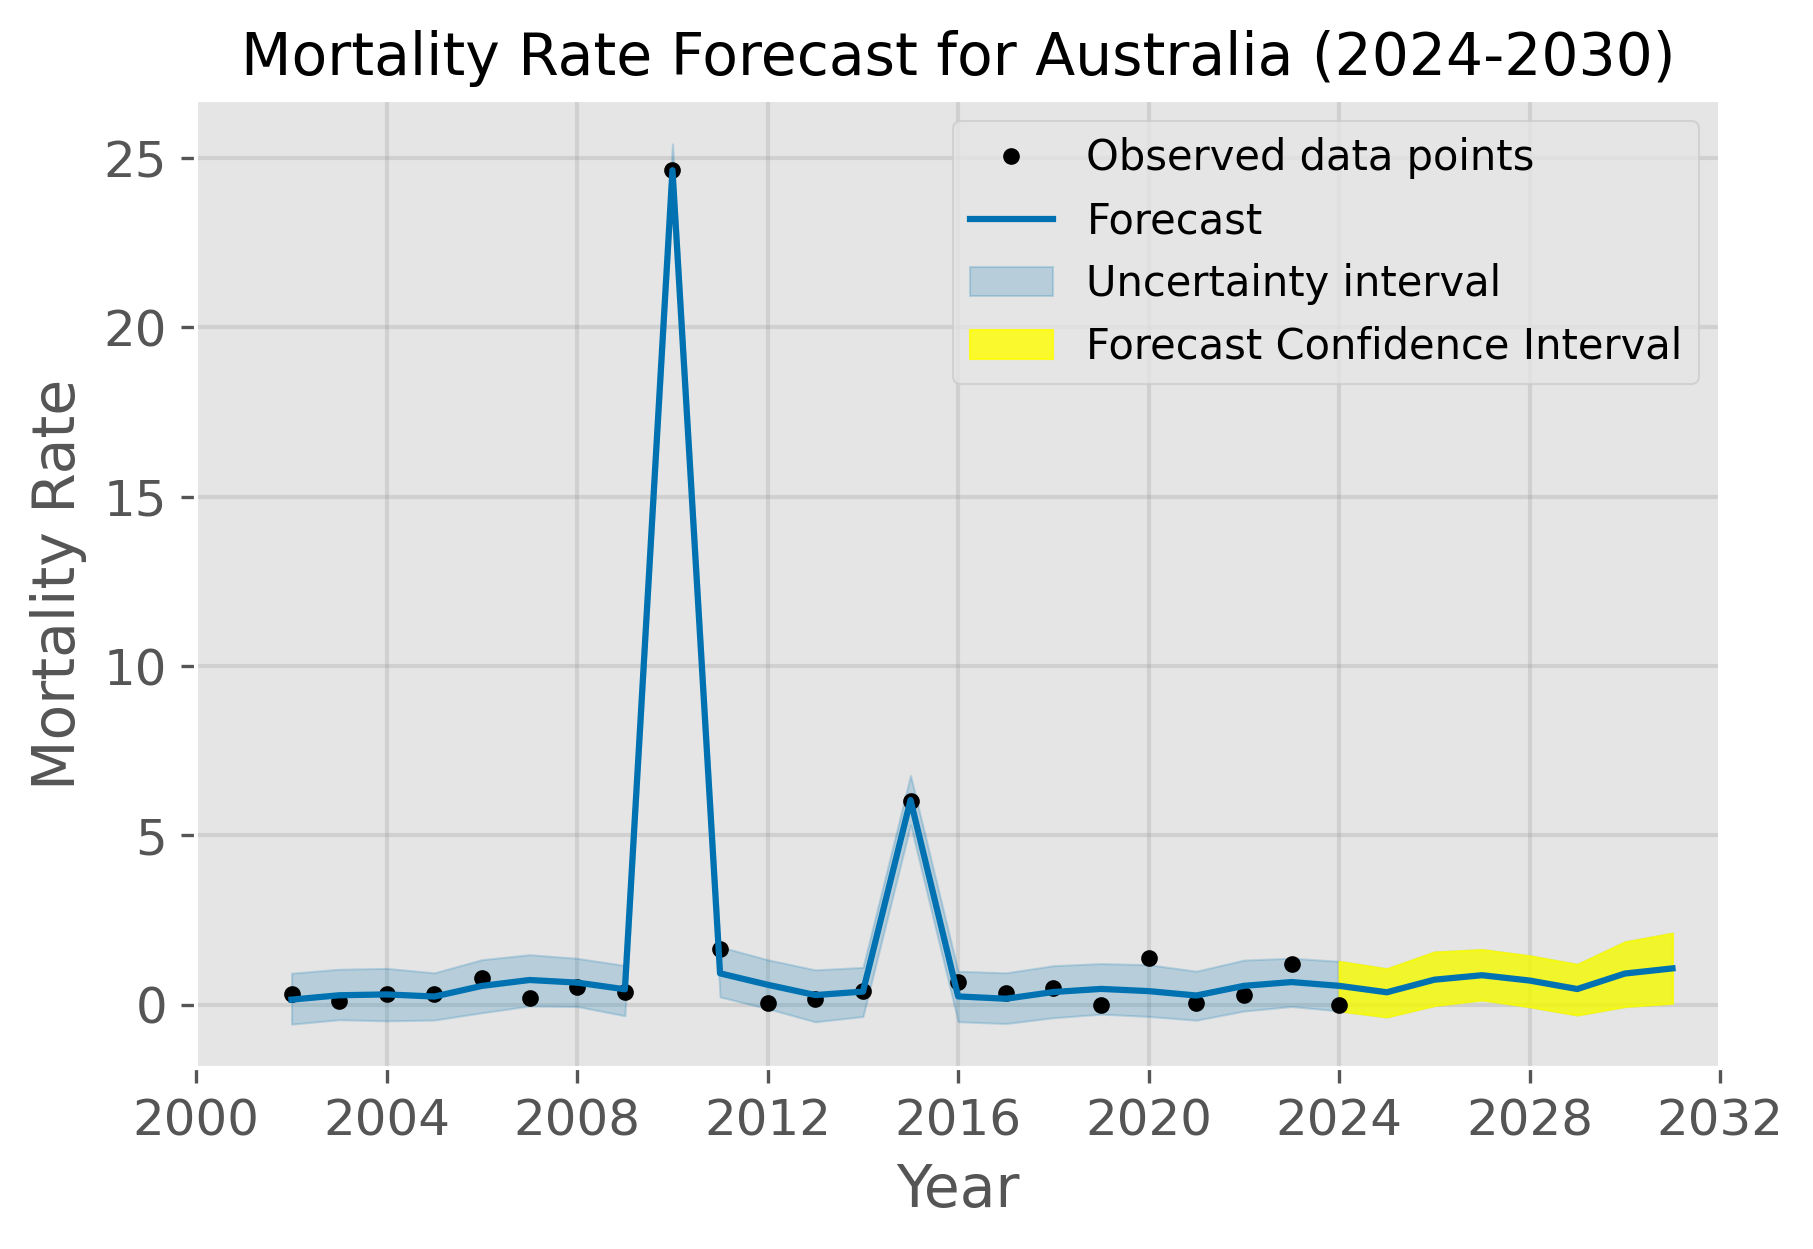 Mortality Rate Forecast for Australia (2024-2030)
Observed data points
Forecast
Uncertainty interval
Forecast Confidence Interval
Mortality Rate
25
20
15
10
5
0
2000 2004 2008 2012 2016 2020 2024 2028 2032
Year